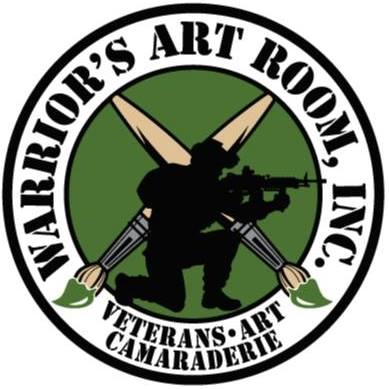 WARRIOR'S ART ROOM, INC.
VETERANS • ART
CAMARADERIE